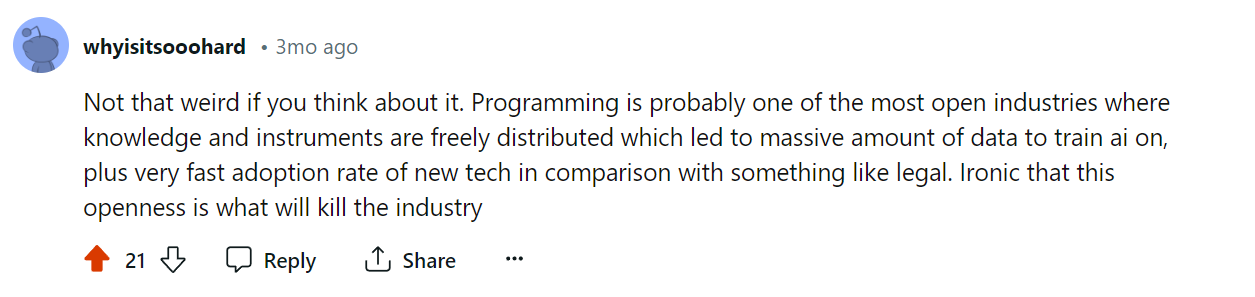 whyisitsooohard • 3mo ago
Not that weird if you think about it. Programming is probably one of the most open industries where
knowledge and instruments are freely distributed which led to massive amount of data to train ai on,
plus very fast adoption rate of new tech in comparison with something like legal. Ironic that this
openness is what will kill the industry
21 Reply Share ···